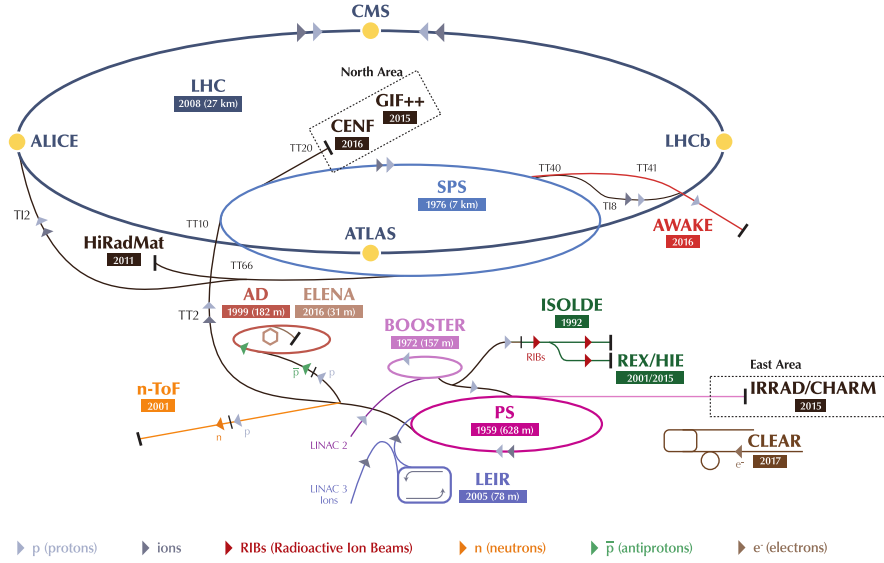 CMS
North Area
LHC
2008 (27 km)
GIF++
2015
CENF
2016
ALICE
LHCb
TT20
TT40
TT41
SPS
1976 (7 km)
TI8
TI2
TT10
AWAKE
2016
ATLAS
HiRadMat
2011
TT66
AD
1999 (182 m)
ELENA
2016 (31 m)
ISOLDE
1992
TT2
BOOSTER
1972 (157 m)
RIBs
REX/HIE
2001/2015
East Area
p
p
n-ToF
2001
IRRAD/CHARM
2015
PS
1959 (628 m)
n
p
LINAC 2
CLEAR
2017
e-
LINAC 3
Ions
LEIR
2005 (78 m)
p (protons)
ions
RIBs (Radioactive Ion Beams)
n (neutrons)
p (antiprotons)
e- (electrons)